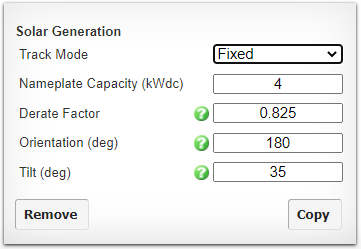 Solar Generation
Track Mode Fixed
Nameplate Capacity (kWdc) 4
Derate Factor ? 0.825
Orientation (deg) ? 180
Tilt (deg) ? 35
Remove Copy